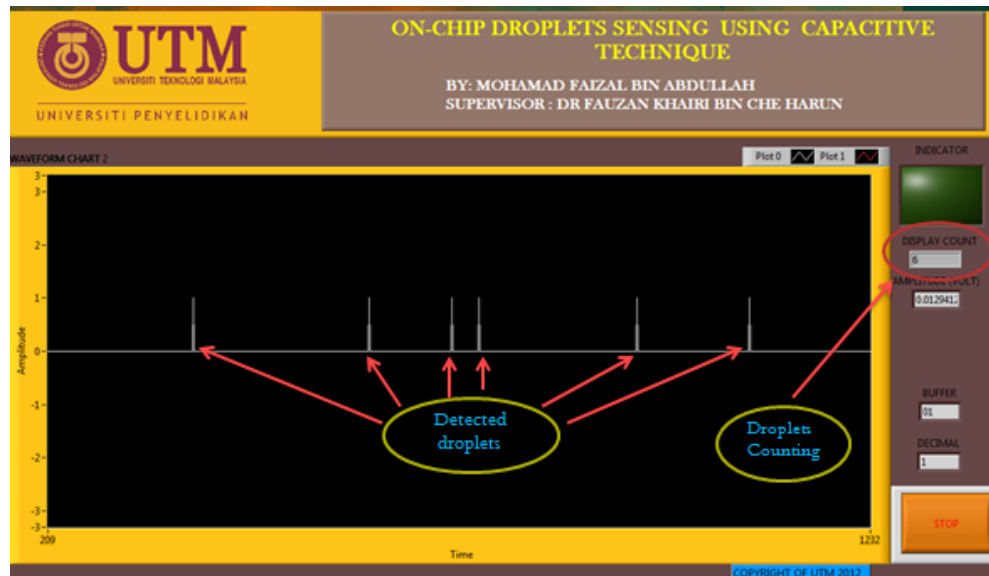 UTM
UNIVERSITI TEKNOLOGI MALAYSIA
UNIVERSITI PENYELIDIKAN
ON-CHIP DROPLETS SENSING USING CAPACITIVE
TECHNIQUE
BY: MOHAMAD FAIZAL BIN ABDULLAH
SUPERVISOR : DR FAUZAN KHAIRI BIN CHE HARUN
WAVEFORM CHART 2
Plot 0
Plot 1
INDICATOR
DISPLAY COUNT
6
AMPLITUDE (VOLT)
0.0129412
BUFFER
01
DECIMAL
1
STOP
Amplitude
3-
3-
2-
1-
0-
-1-
-2-
-3-
-3-
209
1232
Time
Detected
droplets
Droplets
Counting
COPYRIGHT OF UTM 2012